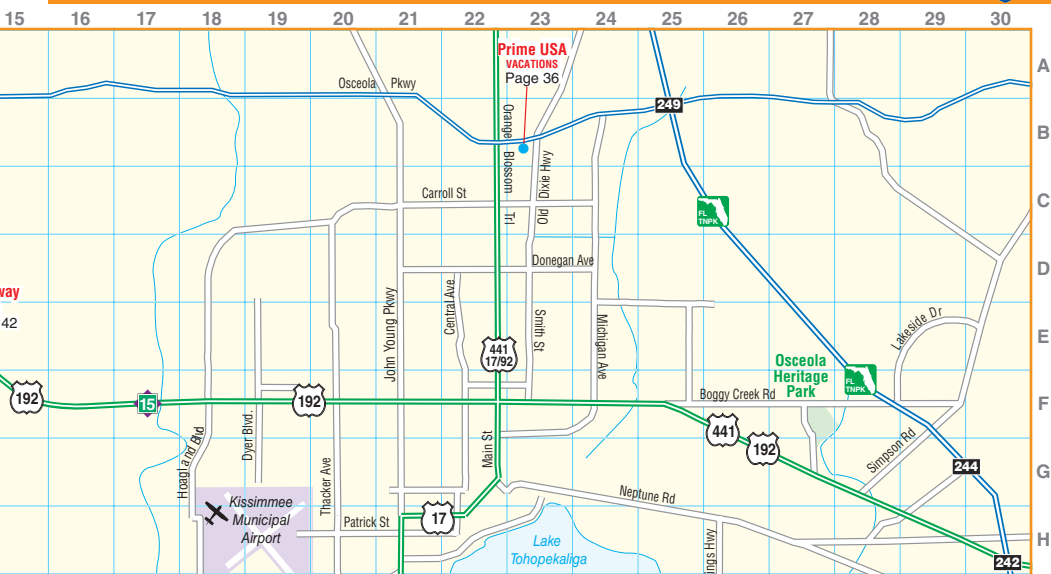 15 16 17 18 19 20 21 22 23 24 25 26 27 28 29 30
A
B
C
D
E
F
G
H
Prime USA
VACATIONS
Page 36
Osceola Pkwy
249
Orange Blossom Trl
Old Dixie Hwy
Carroll St
FL
TNPK
Donegan Ave
way
42
John Young Pkwy
Central Ave
Smith St
Michigan Ave
441
17/92
Lakeside Dr
Osceola
Heritage
Park
FL
TNPK
192
15
192
Boggy Creek Rd
441
192
Hoagland Blvd
Dyer Blvd.
Thacker Ave
Main St
Simpson Rd
244
Neptune Rd
Kissimmee
Municipal
Airport
Patrick St
17
Lake
Tohopekaliga
ngs Hwy
242